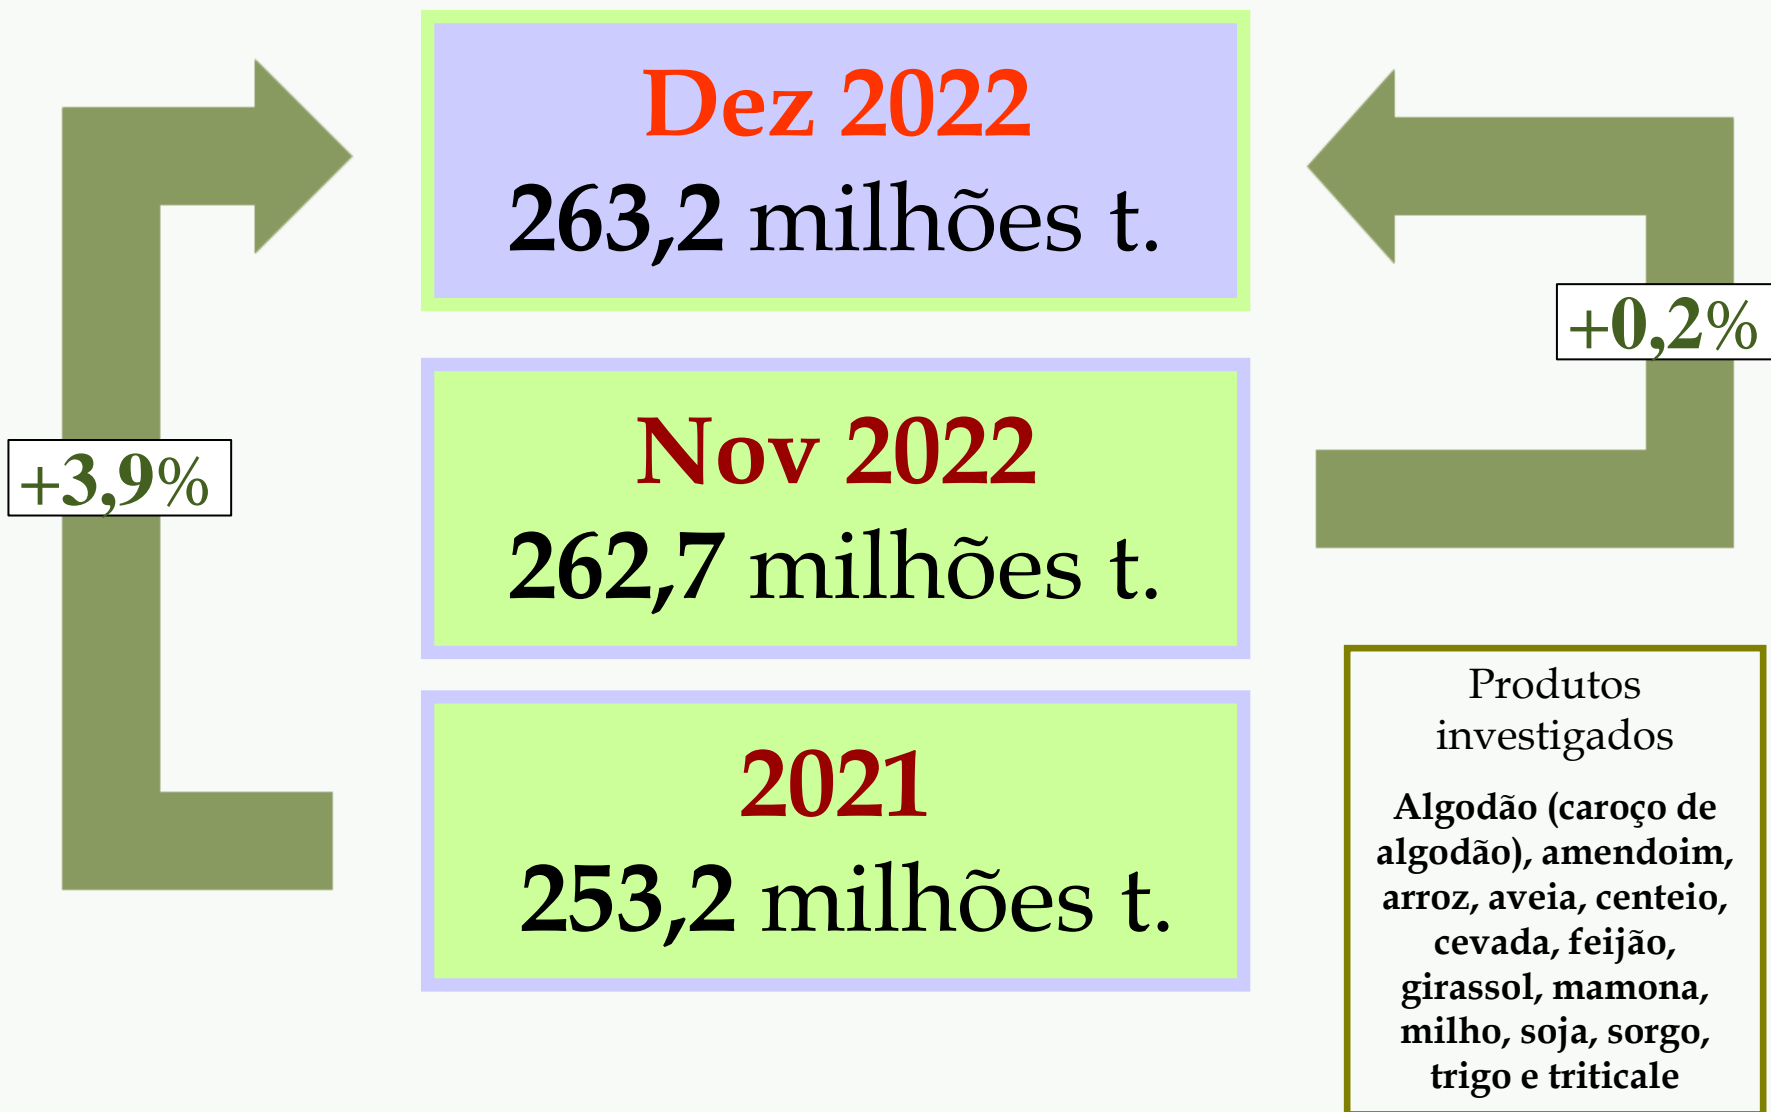 Dez 2022
263,2 milhões t.
+0,2%
Nov 2022
262,7 milhões t.
+3,9%
2021
253,2 milhões t.
Produtos
investigados
Algodão (caroço de
algodão), amendoim,
arroz, aveia, centeio,
cevada, feijão,
girassol, mamona,
milho, soja, sorgo,
trigo e triticale